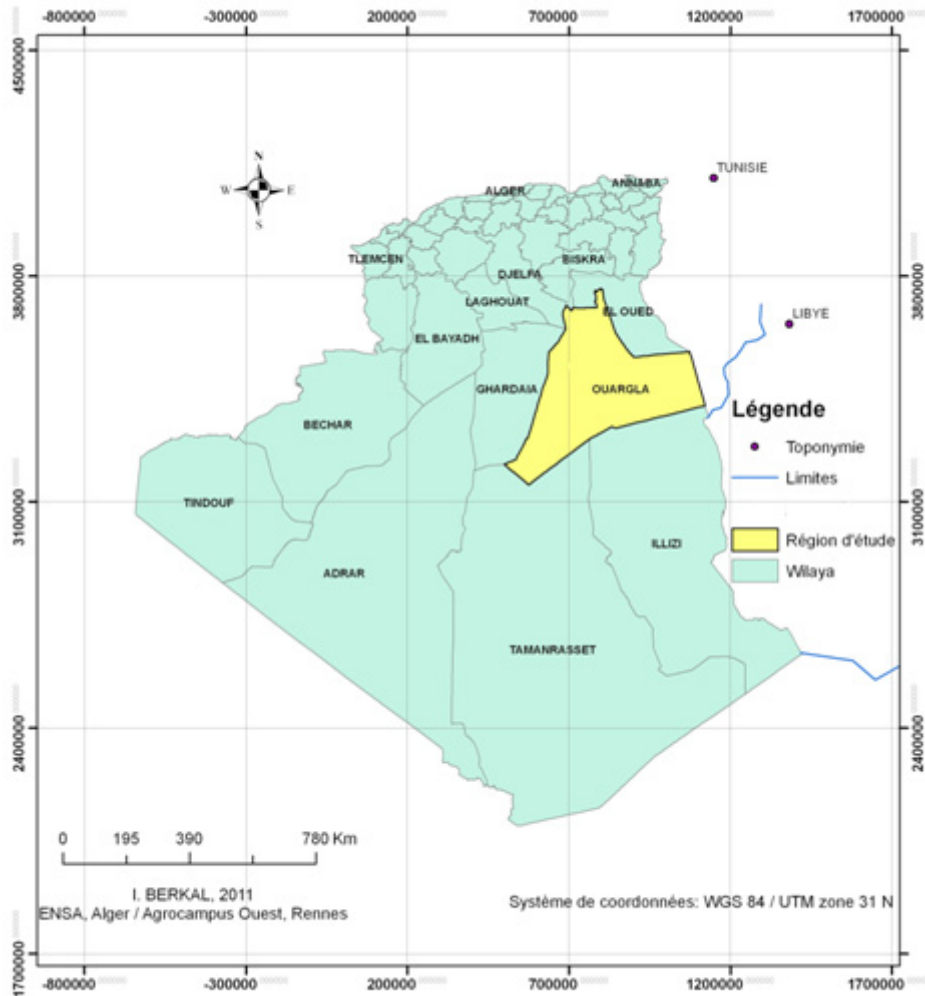 -800000 -300000 200000 700000 1200000 1700000
4500000 4500000
N
W E
S
TUNISIE
ALGER ANNABA
TLEMCEN BISKRA
DJELFA
3800000 3800000
LAGHOUAT EL OUED LIBYE
EL BAYADH
GHARDAIA OUARGLA
BECHAR
Légende
Toponymie
Limites
TINDOUF
3100000 3100000
Région d'étude
ILLIZI
Wilaya
ADRAR
TAMANRASSET
2400000 2400000
0 195 390 780 Km
I. BERKAL, 2011
ENSA, Alger / Agrocampus Ouest, Rennes
Système de coordonnées: WGS 84 / UTM zone 31 N
1700000 1700000
-800000 -300000 200000 700000 1200000 1700000